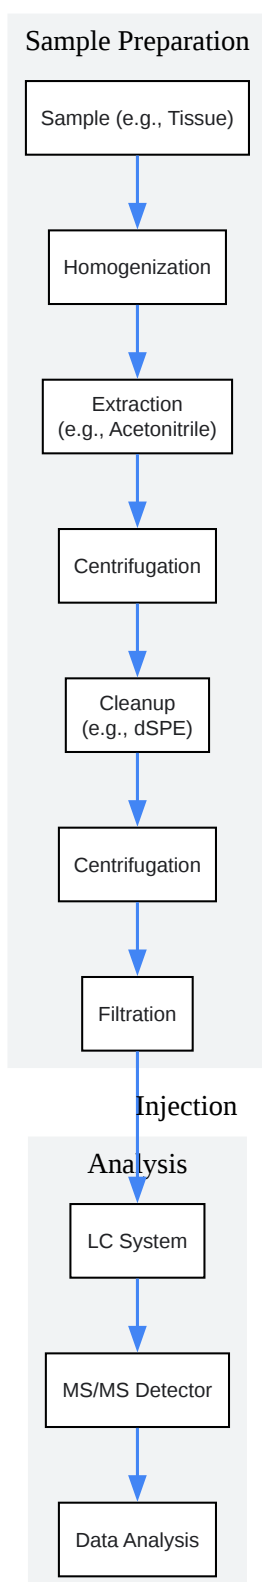 Sample Preparation
Sample (e.g., Tissue)
Homogenization
Extraction
(e.g., Acetonitrile)
Centrifugation
Cleanup
(e.g., dSPE)
Centrifugation
Filtration
Injection
Analysis
LC System
MS/MS Detector
Data Analysis